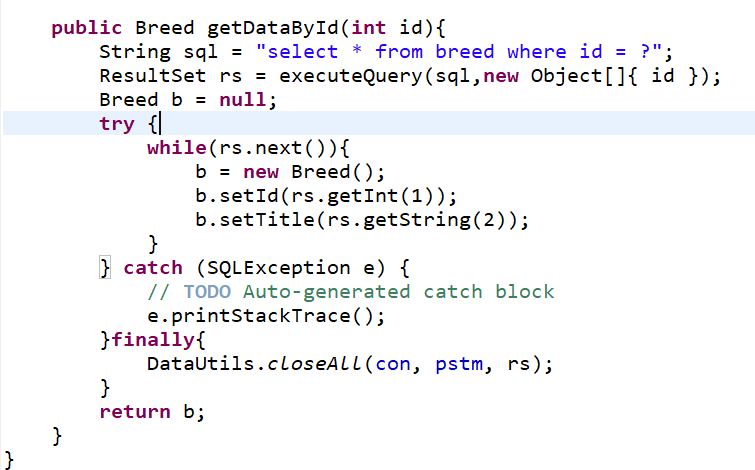 public Breed getDataById(int id){
String sql = "select * from breed where id = ?";
ResultSet rs = executeQuery(sql,new Object[]{ id });
Breed b = null;
try {
while(rs.next()){
b = new Breed();
b.setId(rs.getInt(1));
b.setTitle(rs.getString(2));
}
} catch (SQLException e) {
// TODO Auto-generated catch block
e.printStackTrace();
}finally{
DataUtils.closeAll(con, pstm, rs);
}
return b;
}
}